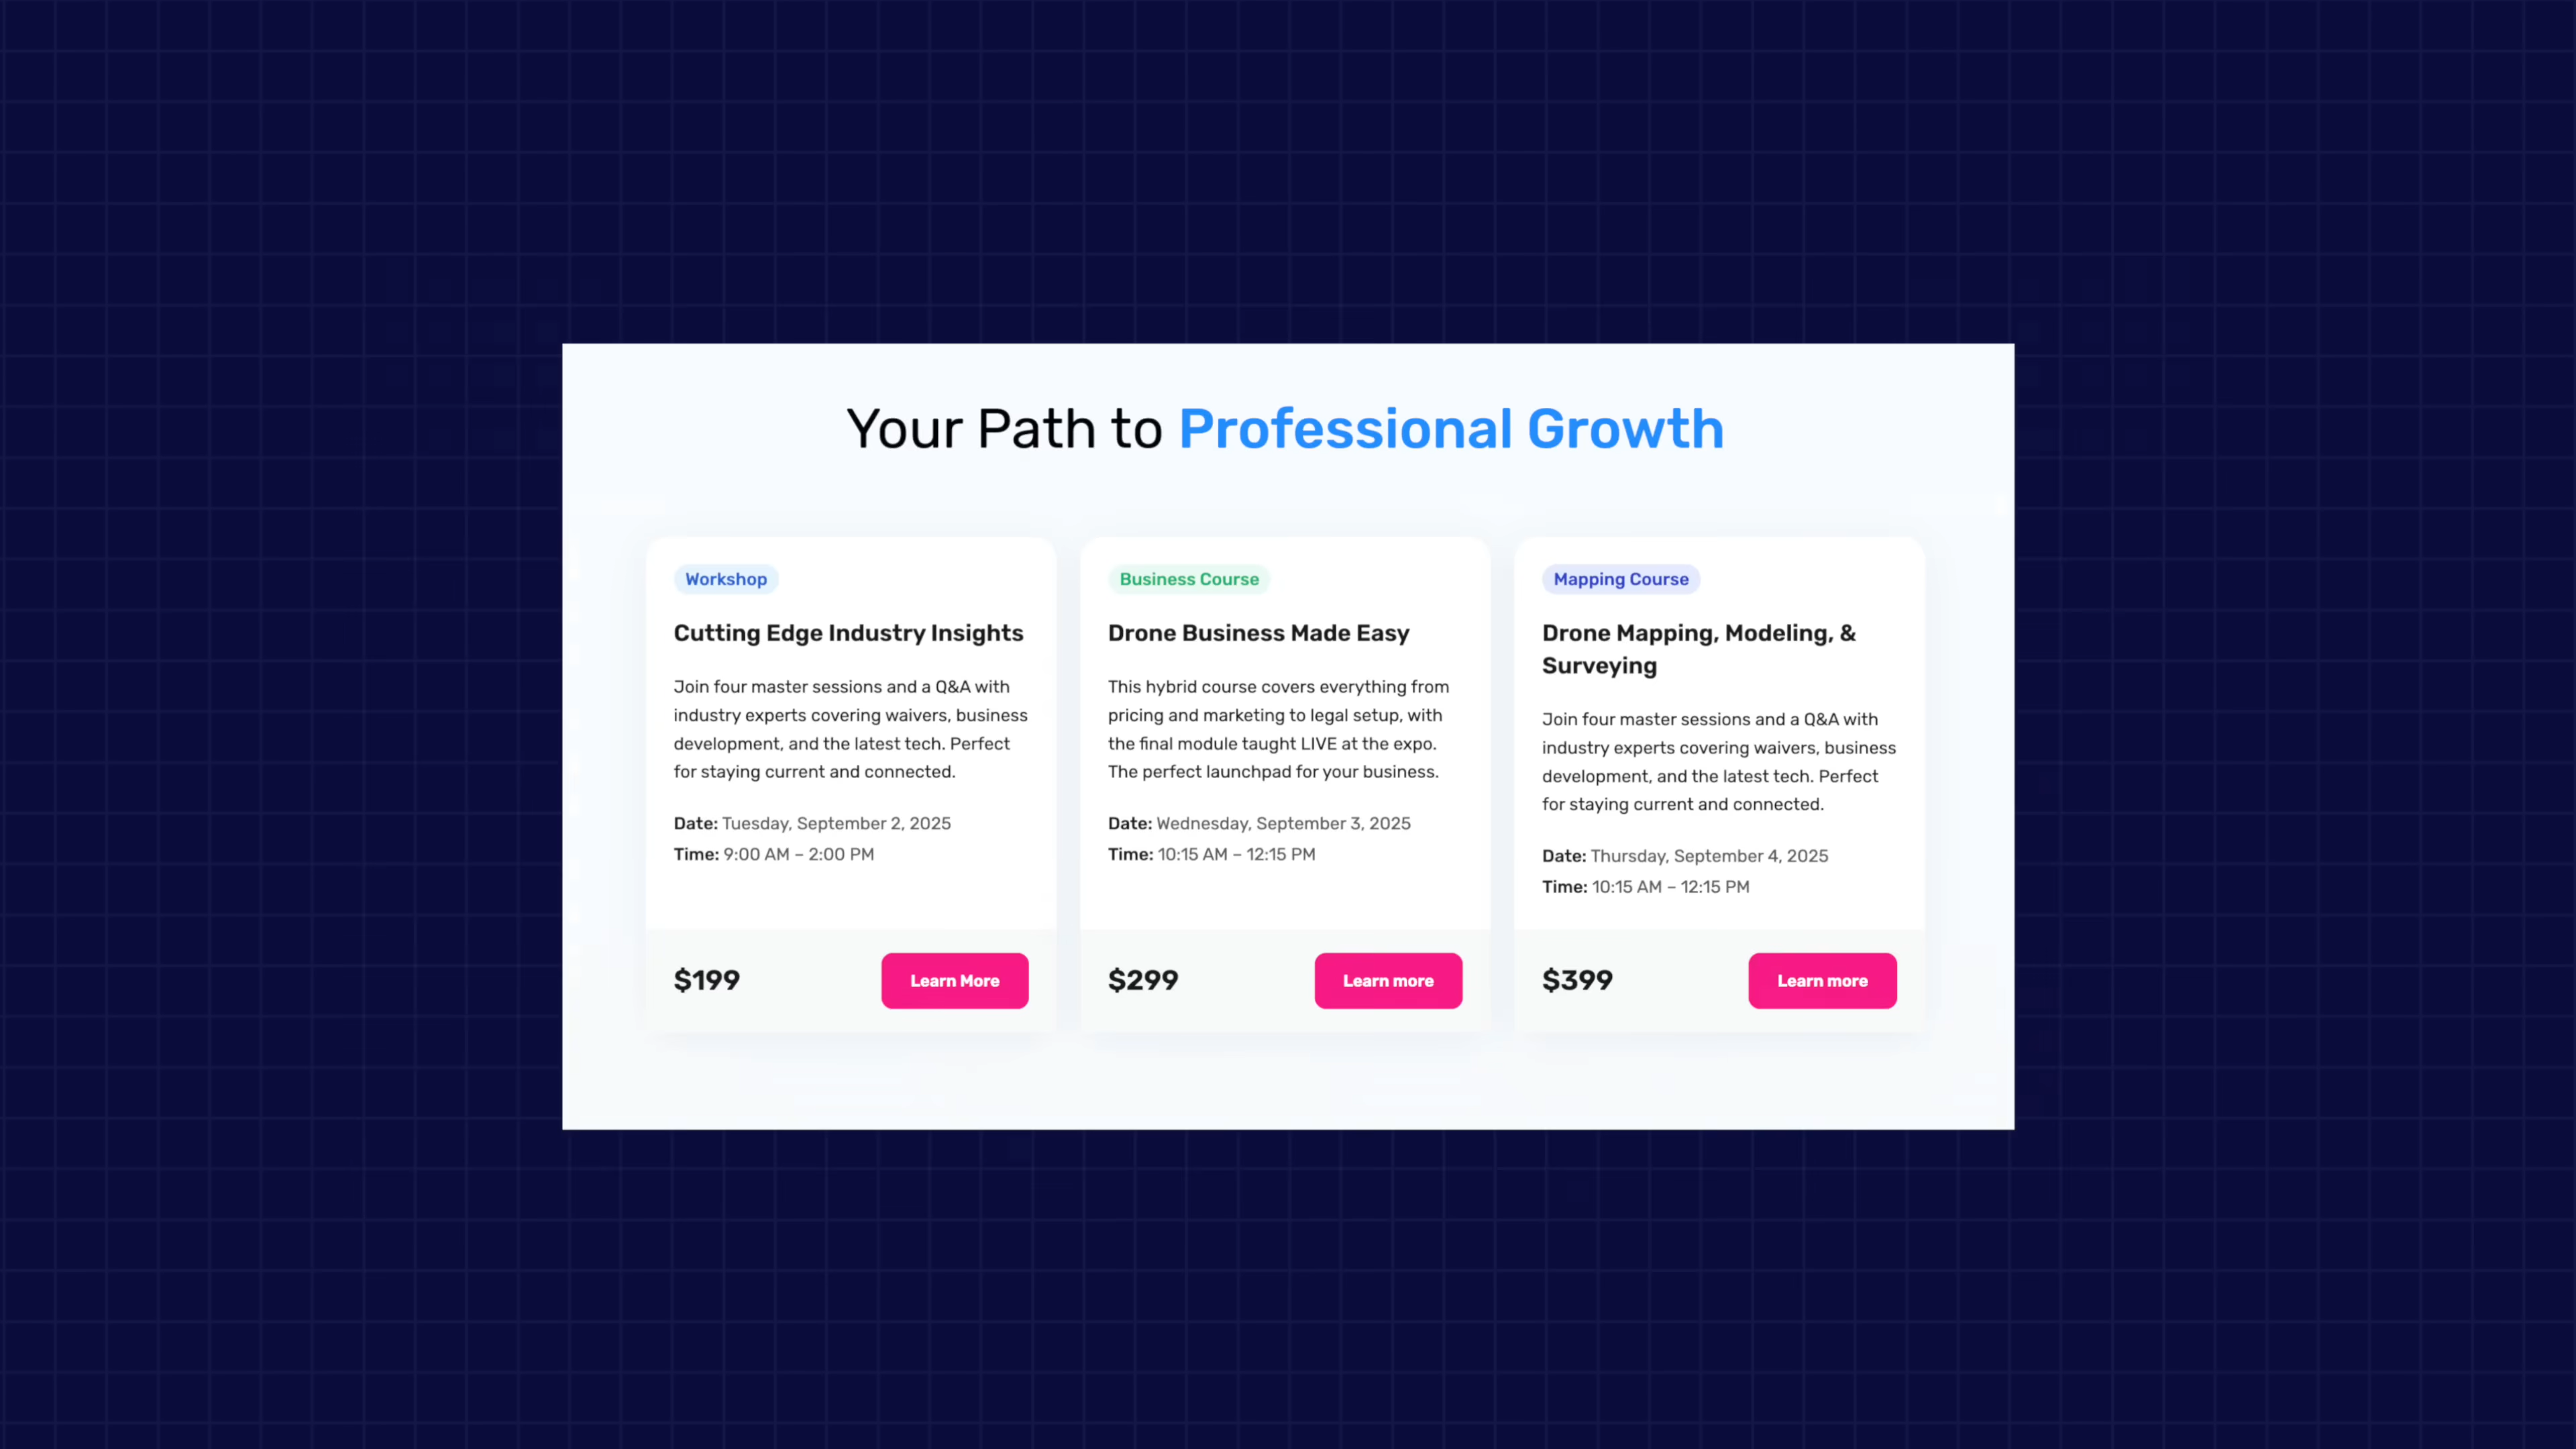 Your Path to Professional Growth
Workshop
Cutting Edge Industry Insights
Join four master sessions and a Q&A with
industry experts covering waivers, business
development, and the latest tech. Perfect
for staying current and connected.
Date: Tuesday, September 2, 2025
Time: 9:00 AM – 2:00 PM
$199
Learn More
Business Course
Drone Business Made Easy
This hybrid course covers everything from
pricing and marketing to legal setup, with
the final module taught LIVE at the expo.
The perfect launchpad for your business.
Date: Wednesday, September 3, 2025
Time: 10:15 AM – 12:15 PM
$299
Learn more
Mapping Course
Drone Mapping, Modeling, &
Surveying
Join four master sessions and a Q&A with
industry experts covering waivers, business
development, and the latest tech. Perfect
for staying current and connected.
Date: Thursday, September 4, 2025
Time: 10:15 AM – 12:15 PM
$399
Learn more